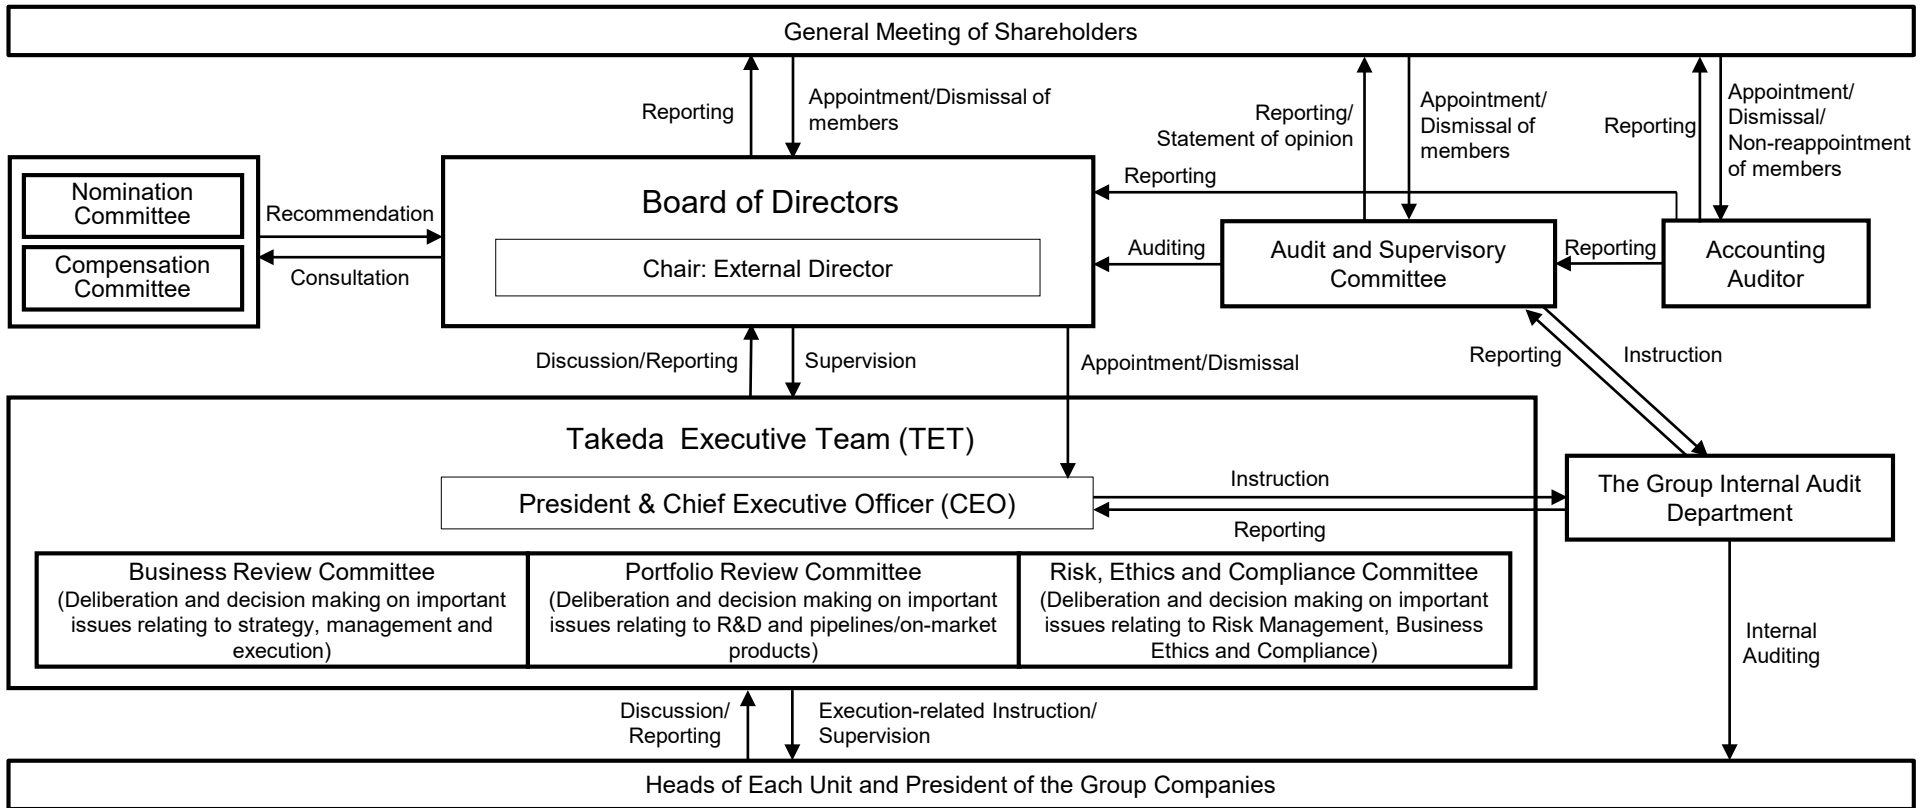 General Meeting of Shareholders
Reporting
Appointment/Dismissal of
members
Reporting/
Statement of opinion
Appointment/
Dismissal of
members
Reporting
Appointment/
Dismissal/
Non-reappointment
of members
Nomination
Committee
Compensation
Committee
Recommendation
Consultation
Board of Directors
Chair: External Director
Reporting
Auditing
Audit and Supervisory
Committee
Reporting
Accounting
Auditor
Discussion/Reporting
Supervision
Appointment/Dismissal
Reporting
Instruction
Takeda Executive Team (TET)
President & Chief Executive Officer (CEO)
Instruction
Reporting
The Group Internal Audit
Department
Business Review Committee
(Deliberation and decision making on important
issues relating to strategy, management and
execution)
Portfolio Review Committee
(Deliberation and decision making on important
issues relating to R&D and pipelines/on-market
products)
Risk, Ethics and Compliance Committee
(Deliberation and decision making on important
issues relating to Risk Management, Business
Ethics and Compliance)
Internal
Auditing
Discussion/
Reporting
Execution-related Instruction/
Supervision
Heads of Each Unit and President of the Group Companies